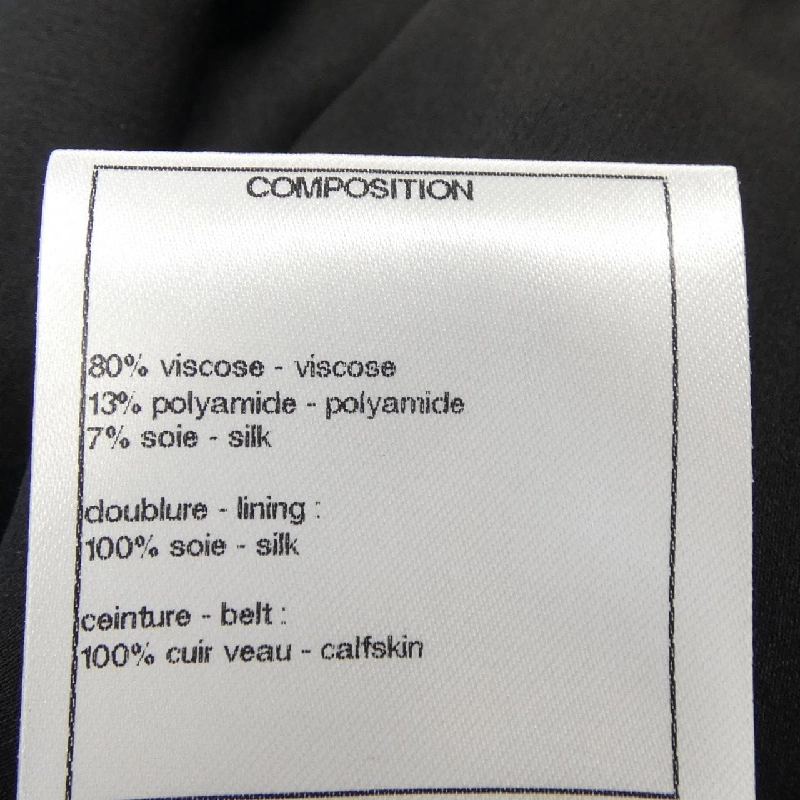 COMPOSITION
80% viscose - viscose
13% polyamide - polyamide
7% soie - silk
doublure - lining :
100% soie - silk
ceinture - belt :
100% cuir veau - calfskin